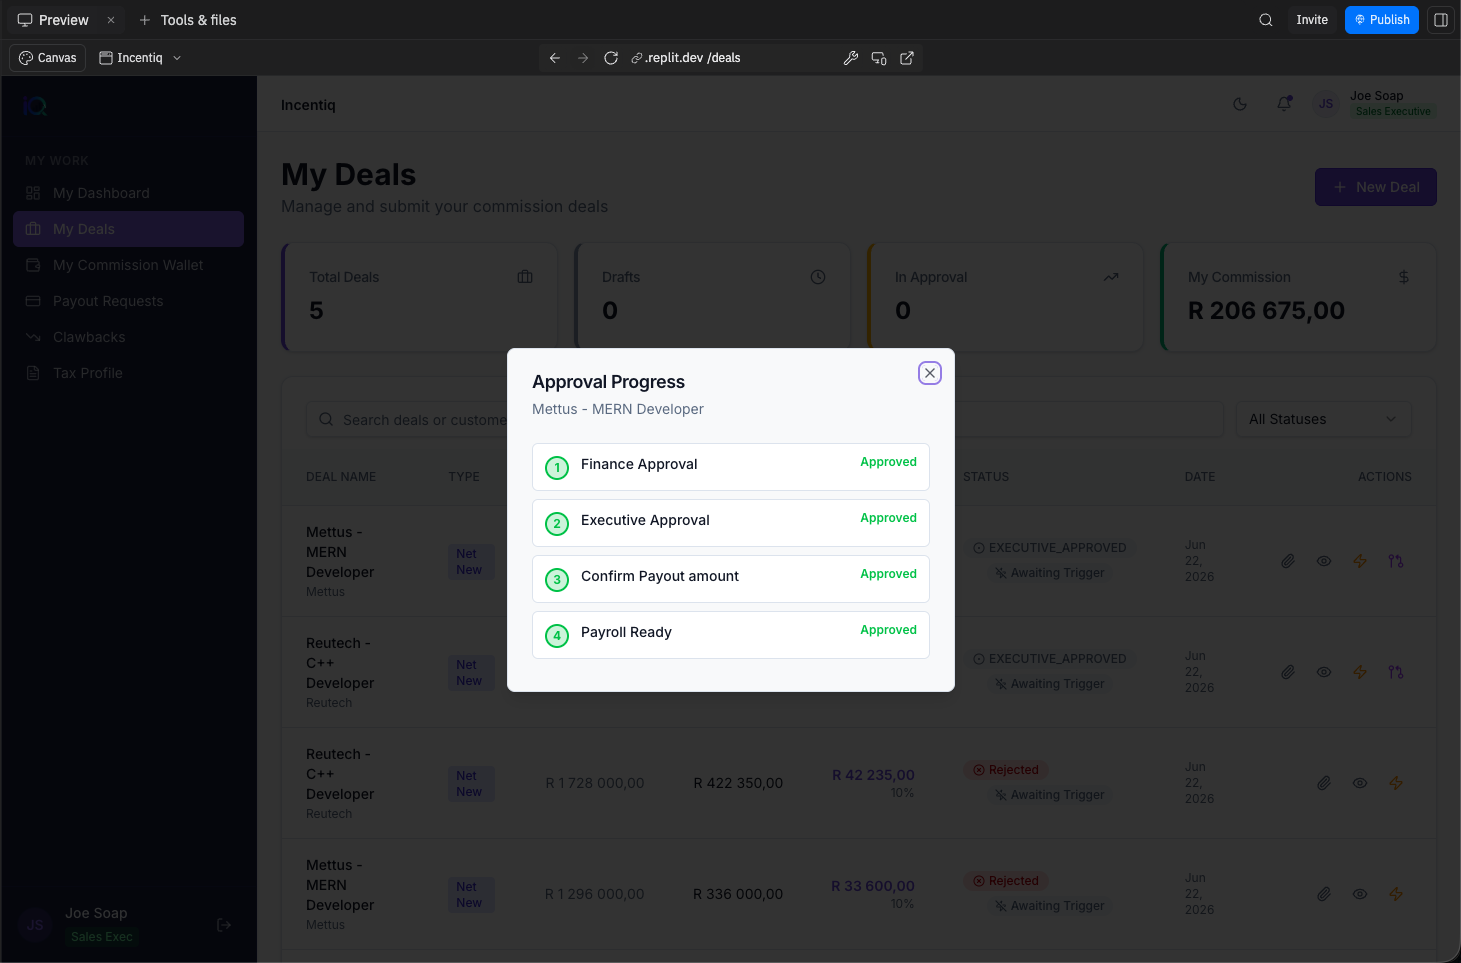 Preview
Tools & files
Invite
Publish
Canvas
Incentiq
.replit.dev /deals
iQ
Incentiq
JS
Joe Soap
Sales Executive
MY WORK
My Dashboard
My Deals
My Commission Wallet
Payout Requests
Clawbacks
Tax Profile
My Deals
Manage and submit your commission deals
New Deal
Total Deals
5
Drafts
0
In Approval
0
My Commission
R 206 675,00
Search deals or custome
All Statuses
Approval Progress
Mettus - MERN Developer
1 Finance Approval Approved
2 Executive Approval Approved
3 Confirm Payout amount Approved
4 Payroll Ready Approved
DEAL NAME TYPE STATUS DATE ACTIONS
Mettus -
MERN
Developer
Mettus
Net
New
EXECUTIVE_APPROVED
Awaiting Trigger
Jun
22,
2026
Reutech -
C++
Developer
Reutech
Net
New
EXECUTIVE_APPROVED
Awaiting Trigger
Jun
22,
2026
Reutech -
C++
Developer
Reutech
Net
New
R 1 728 000,00
R 422 350,00
R 42 235,00
10%
Rejected
Awaiting Trigger
Jun
22,
2026
Mettus -
MERN
Developer
Mettus
Net
New
R 1 296 000,00
R 336 000,00
R 33 600,00
10%
Rejected
Awaiting Trigger
Jun
22,
2026
JS
Joe Soap
Sales Exec